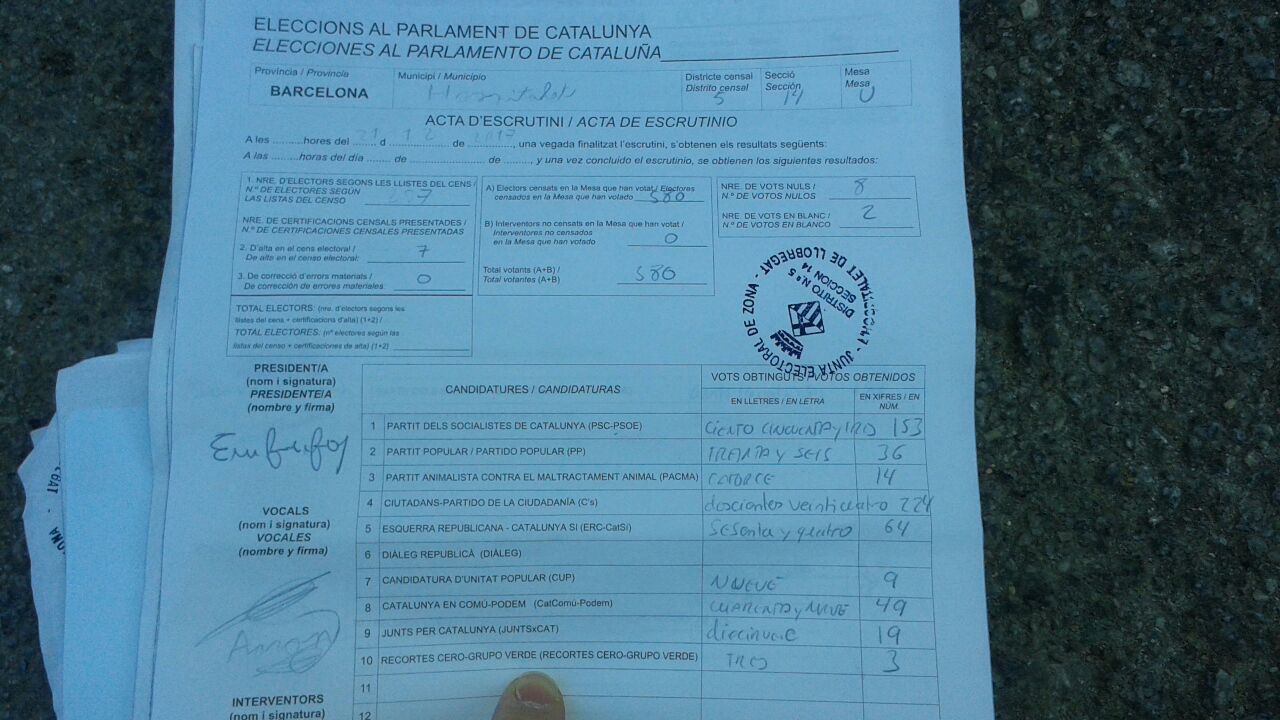 ELECCIONS AL PARLAMENT DE CATALUNYA
ELECCIONES AL PARLAMENTO DE CATALUÑA
Província / Provincia
BARCELONA
Municipi / Municipio
Hospitalet
Districte censal
Distrito censal
5
Secció
Sección
14
Mesa
Mesa
U
ACTA D'ESCRUTINI / ACTA DE ESCRUTINIO
A les .........hores del 21 d 12 de 2017, una vegada finalitzat l'escrutini, s'obtenen els resultats següents:
A las .........horas del día ........ de ........................ de ............, y una vez concluido el escrutinio, se obtienen los siguientes resultados:
1. NRE. D'ELECTORS SEGONS LES LLISTES DEL CENS /
N.º DE ELECTORES SEGÚN
LAS LISTAS DEL CENSO
NRE. DE CERTIFICACIONS CENSALS PRESENTADES /
N.º DE CERTIFICACIONES CENSALES PRESENTADAS
2. D'alta en el cens electoral /
De alta en el censo electoral: 7
3. De correcció d'errors materials /
De corrección de errores materiales: 0
TOTAL ELECTORS: (nre. d'electors segons les
llistes del cens + certificacions d'alta) (1+2) /
TOTAL ELECTORES: (nº electores según las
listas del censo + certificaciones de alta) (1+2)
A) Electors censats en la Mesa que han votat / Electores
censados en la Mesa que han votado 580
B) Interventors no censats en la Mesa que han votat /
Interventores no censados
en la Mesa que han votado 0
Total votants (A+B) /
Total votantes (A+B) 580
NRE. DE VOTS NULS /
N.º DE VOTOS NULOS 8
NRE. DE VOTS EN BLANC /
N.º DE VOTOS EN BLANCO 2
JUNTA ELECTORAL DE ZONA - L'HOSPITALET DE LLOBREGAT -
DISTRITO N.º 5
SECCION 14
PRESIDENT/A
(nom i signatura)
PRESIDENTE/A
(nombre y firma)
VOCALS
(nom i signatura)
VOCALES
(nombre y firma)
INTERVENTORS
(nom i signatura)
CANDIDATURES / CANDIDATURAS
VOTS OBTINGUTS / VOTOS OBTENIDOS
EN LLETRES / EN LETRA
EN XIFRES / EN NÚM.
1 PARTIT DELS SOCIALISTES DE CATALUNYA (PSC-PSOE) CIENTO CINCUENTA y TRES 153
2 PARTIT POPULAR / PARTIDO POPULAR (PP) TREINTA y SEIS 36
3 PARTIT ANIMALISTA CONTRA EL MALTRACTAMENT ANIMAL (PACMA) CATORCE 14
4 CIUTADANS-PARTIDO DE LA CIUDADANÍA (C's) doscientos veinticuatro 224
5 ESQUERRA REPUBLICANA - CATALUNYA SÍ (ERC-CatSí) Sesenta y quatro 64
6 DIÀLEG REPUBLICÀ (DIÀLEG)
7 CANDIDATURA D'UNITAT POPULAR (CUP) NUEVE 9
8 CATALUNYA EN COMÚ-PODEM (CatComú-Podem) CUARENTA y NUEVE 49
9 JUNTS PER CATALUNYA (JUNTSxCAT) diecinueve 19
10 RECORTES CERO-GRUPO VERDE (RECORTES CERO-GRUPO VERDE) TRES 3
11
12